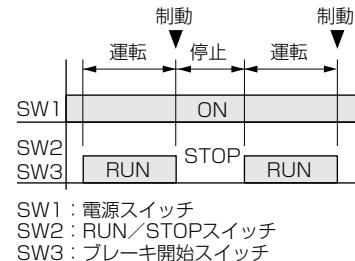 制動 制動
運転 停止 運転
SW1 ON
SW2 STOP
SW3 RUN RUN
SW1：電源スイッチ
SW2：RUN／STOPスイッチ
SW3：ブレーキ開始スイッチ